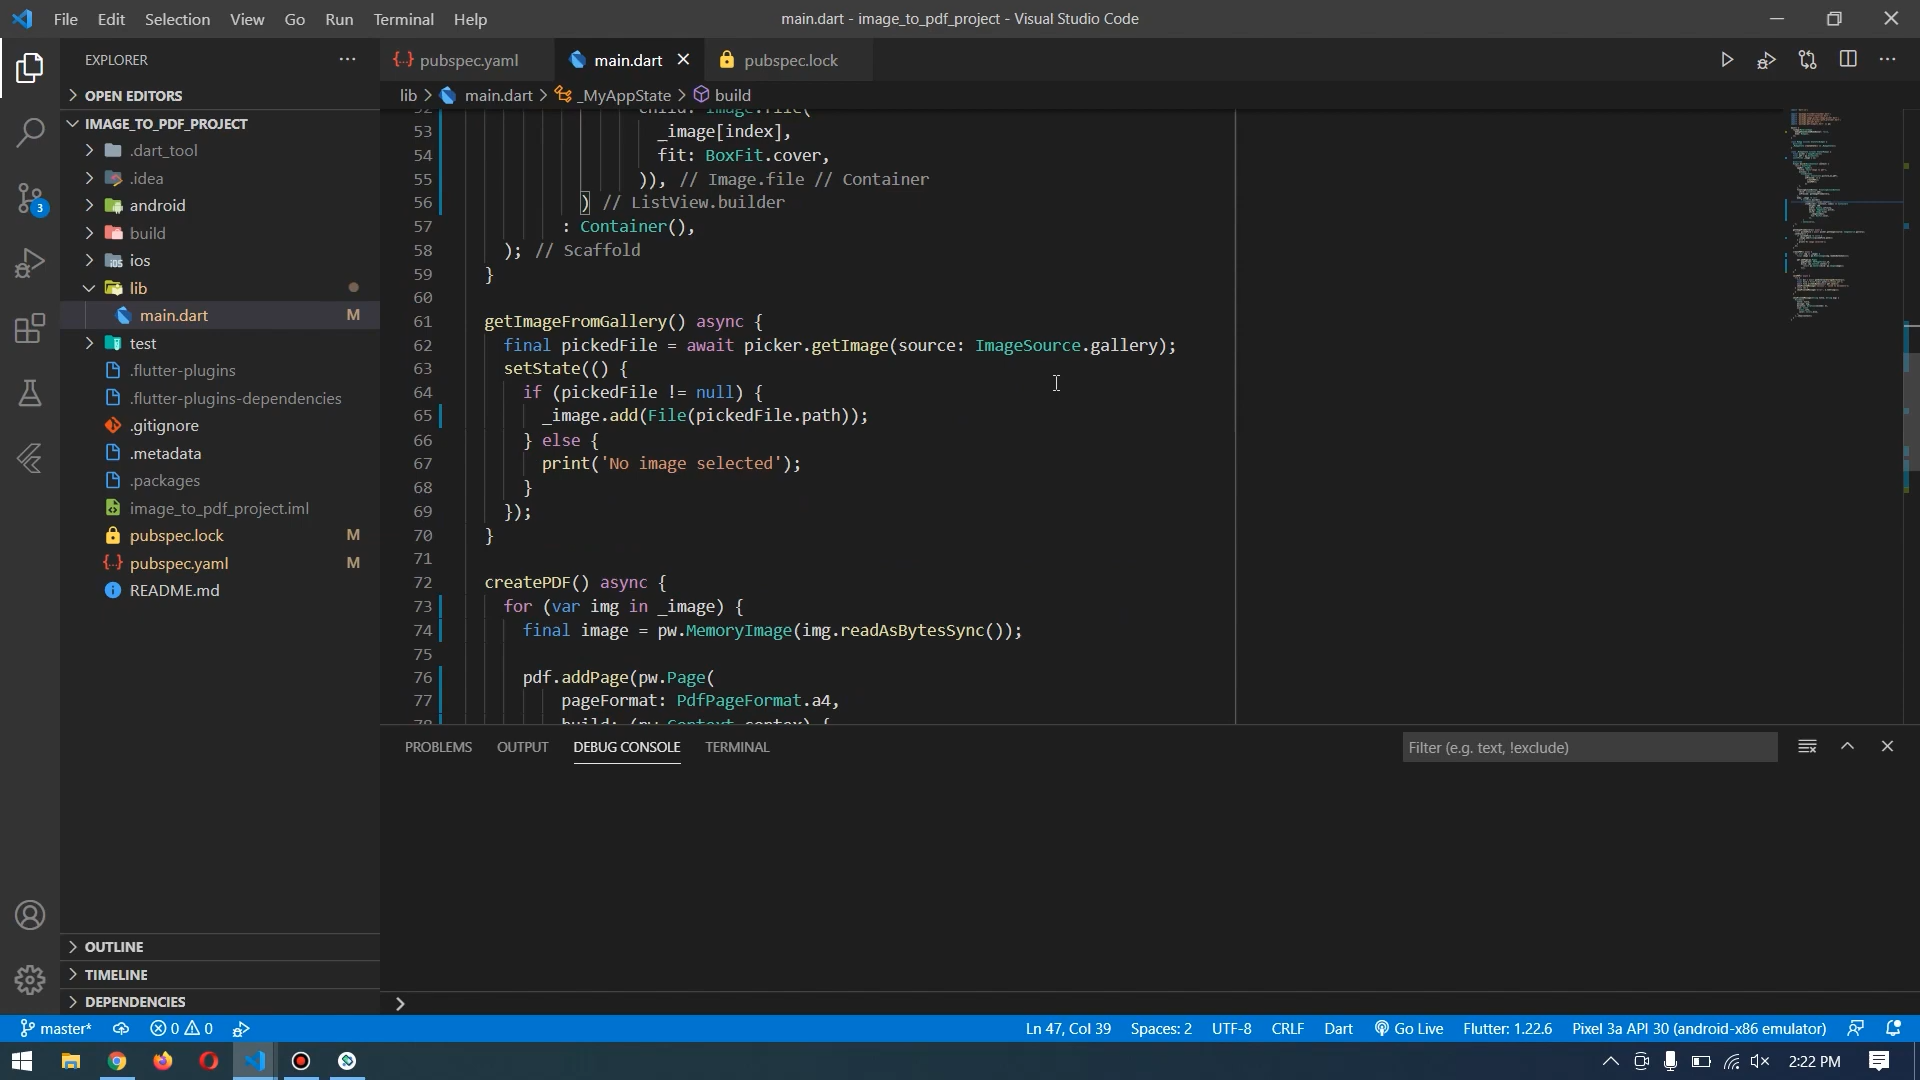 File Edit Selection View Go Run Terminal Help
main.dart - image_to_pdf_project - Visual Studio Code
EXPLORER
OPEN EDITORS
IMAGE_TO_PDF_PROJECT
.dart_tool
.idea
android
build
ios
lib
main.dart M
test
.flutter-plugins
.flutter-plugins-dependencies
.gitignore
.metadata
.packages
image_to_pdf_project.iml
pubspec.lock M
pubspec.yaml M
README.md
OUTLINE
TIMELINE
DEPENDENCIES
3
pubspec.yaml main.dart pubspec.lock
lib > main.dart > _MyAppState > build
53 _image[index],
54 fit: BoxFit.cover,
55 )), // Image.file // Container
56 ) // ListView.builder
57 : Container(),
58 ); // Scaffold
59 }
60
61 getImageFromGallery() async {
62 final pickedFile = await picker.getImage(source: ImageSource.gallery);
63 setState(() {
64 if (pickedFile != null) {
65 _image.add(File(pickedFile.path));
66 } else {
67 print('No image selected');
68 }
69 });
70 }
71
72 createPDF() async {
73 for (var img in _image) {
74 final image = pw.MemoryImage(img.readAsBytesSync());
75
76 pdf.addPage(pw.Page(
77 pageFormat: PdfPageFormat.a4,
PROBLEMS OUTPUT DEBUG CONSOLE TERMINAL
Filter (e.g. text, !exclude)
master* 0 0 Ln 47, Col 39 Spaces: 2 UTF-8 CRLF Dart Go Live Flutter: 1.22.6 Pixel 3a API 30 (android-x86 emulator)
2:22 PM